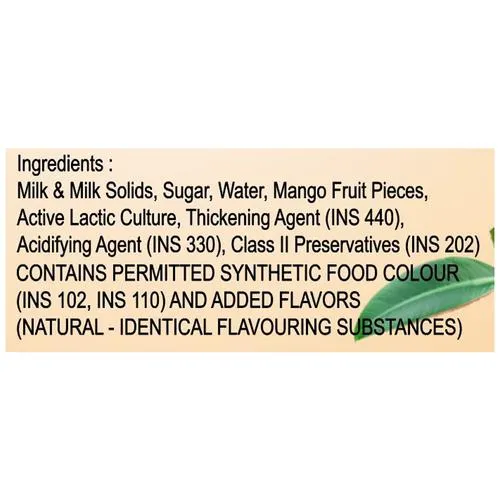 Ingredients :
Milk & Milk Solids, Sugar, Water, Mango Fruit Pieces,
Active Lactic Culture, Thickening Agent (INS 440),
Acidifying Agent (INS 330), Class II Preservatives (INS 202)
CONTAINS PERMITTED SYNTHETIC FOOD COLOUR
(INS 102, INS 110) AND ADDED FLAVORS
(NATURAL - IDENTICAL FLAVOURING SUBSTANCES)